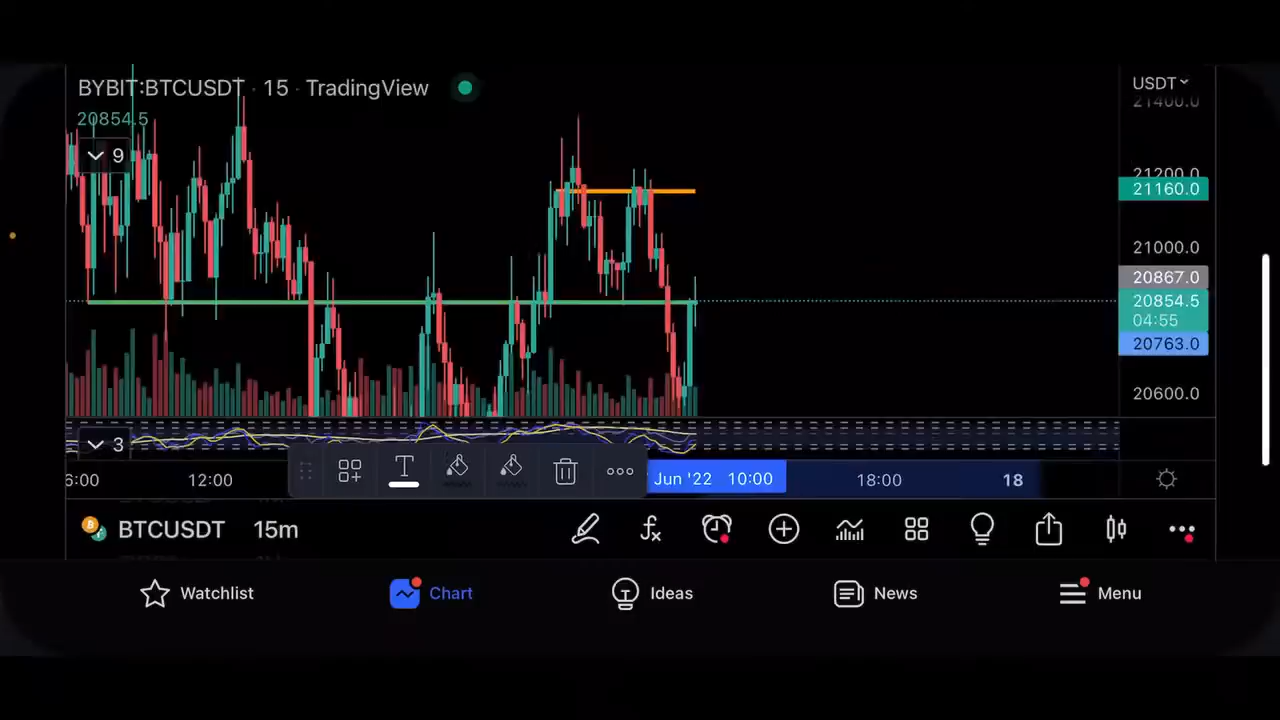 BYBIT:BTCUSDT · 15 · TradingView
USDT
21400.0
20854.5
9
21200.0
21160.0
21000.0
20867.0
20854.5
04:55
20763.0
20600.0
3
T
6:00
12:00
Jun '22 10:00
18:00
18
BTCUSDT 15m
fx
Watchlist
Chart
Ideas
News
Menu